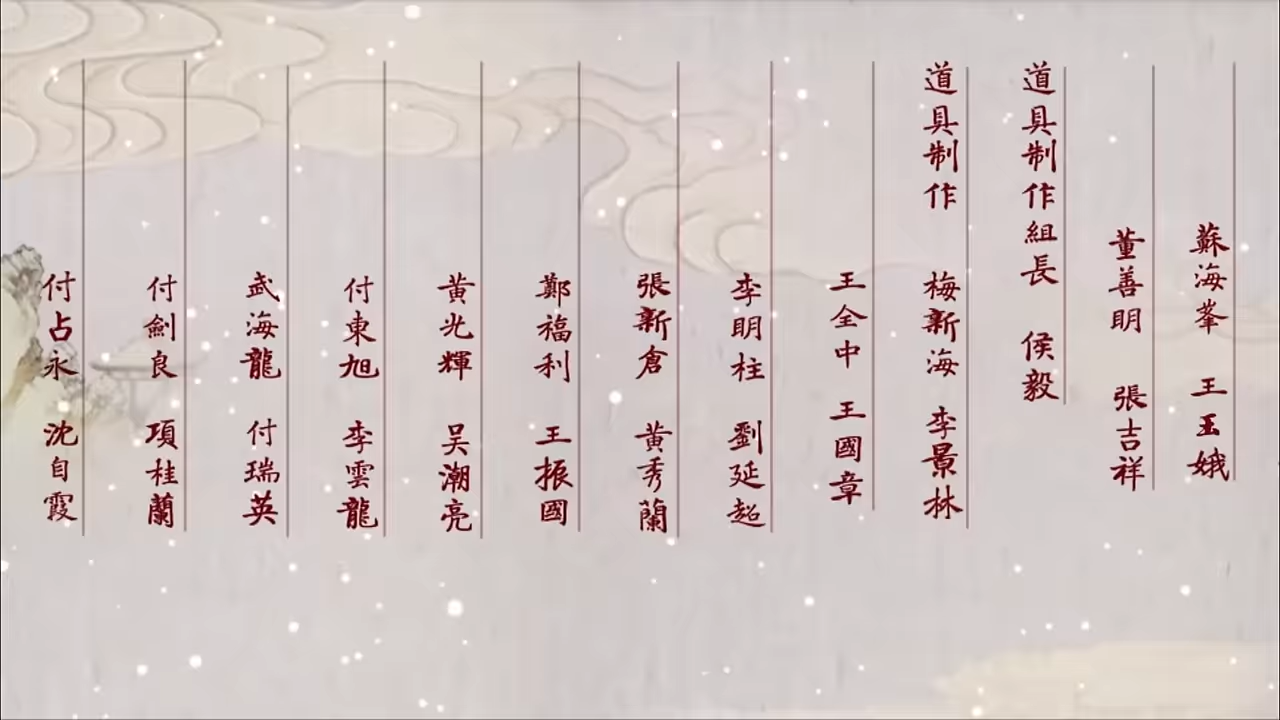 蘇海峯 王玉娥
董善明 張吉祥
道具制作組長 侯毅
道具制作 梅新海 李景林
王全中 王國章
李明柱 劉延超
張新倉 黃秀蘭
鄭福利 王振國
黃光輝 吴潮亮
付東旭 李雲龍
武海龍 付瑞英
付劍良 項桂蘭
付占永 沈自霞